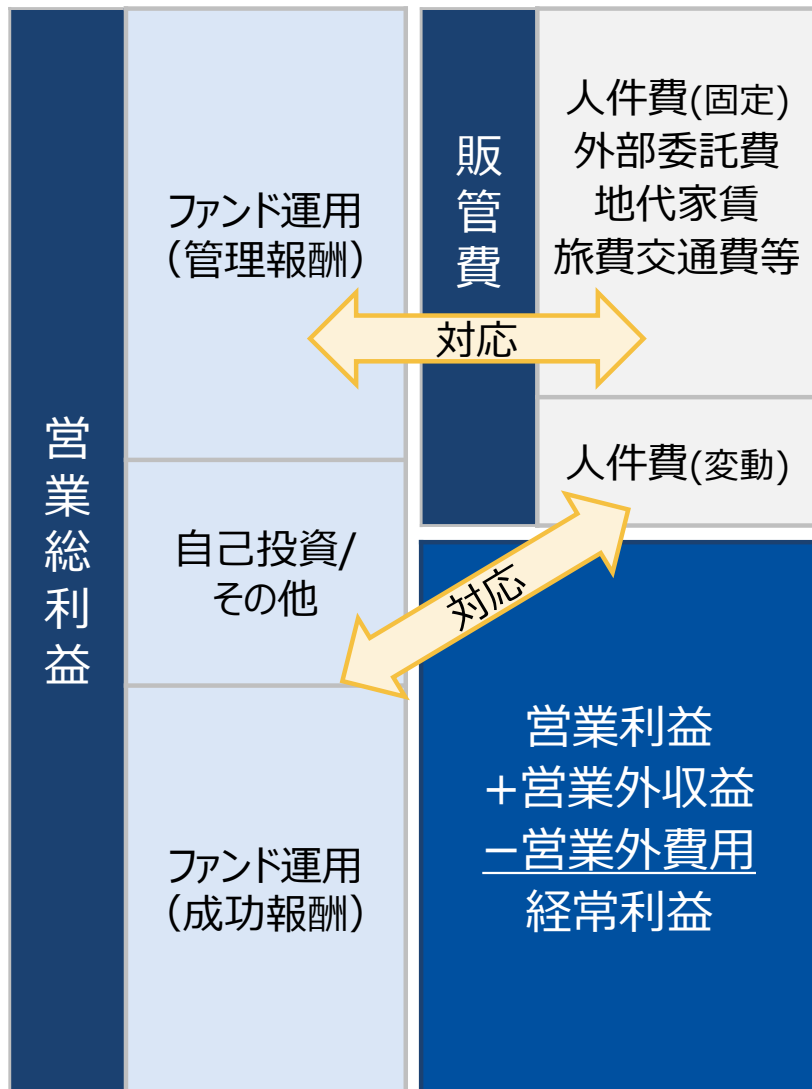 営業総利益
ファンド運用
（管理報酬）
自己投資/
その他
ファンド運用
（成功報酬）
販管費
人件費(固定)
外部委託費
地代家賃
旅費交通費等
対応
人件費(変動)
対応
営業利益
+営業外収益
−営業外費用
経常利益